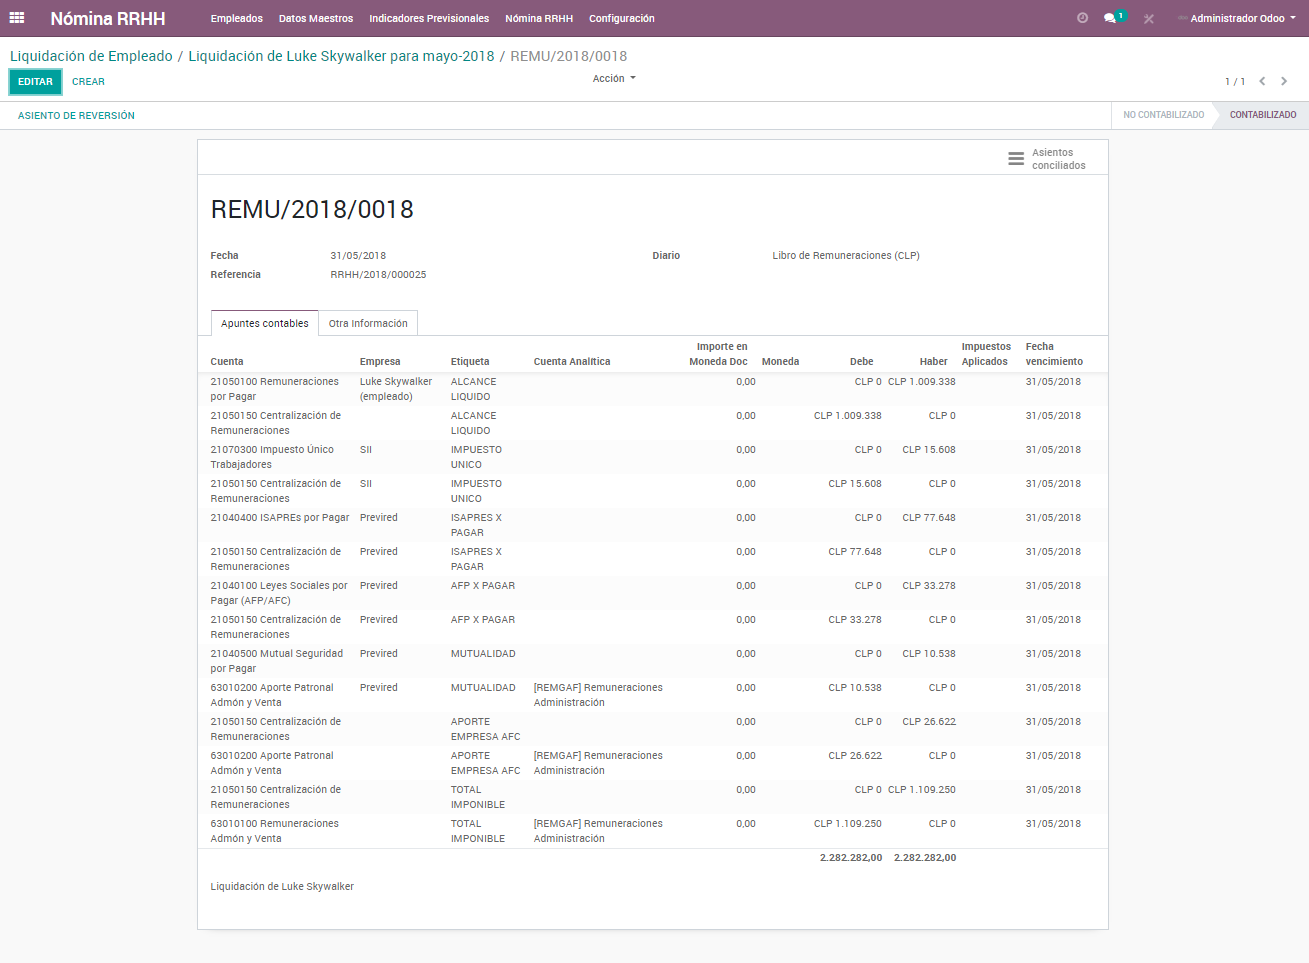 Nómina RRHH Empleados Datos Maestros Indicadores Previsionales Nómina RRHH Configuración 1 Administrador Odoo
Liquidación de Empleado / Liquidación de Luke Skywalker para mayo-2018 / REMU/2018/0018
EDITAR CREAR Acción 1 / 1
ASIENTO DE REVERSIÓN NO CONTABILIZADO CONTABILIZADO
Asientos
conciliados
REMU/2018/0018
Fecha 31/05/2018 Diario Libro de Remuneraciones (CLP)
Referencia RRHH/2018/000025
Apuntes contables Otra Información
Importe en Impuestos Fecha
Cuenta Empresa Etiqueta Cuenta Analítica Moneda Doc Moneda Debe Haber Aplicados vencimiento
21050100 Remuneraciones Luke Skywalker ALCANCE 0,00 CLP 0 CLP 1.009.338 31/05/2018
por Pagar (empleado) LIQUIDO
21050150 Centralización de ALCANCE 0,00 CLP 1.009.338 CLP 0 31/05/2018
Remuneraciones LIQUIDO
21070300 Impuesto Único SII IMPUESTO 0,00 CLP 0 CLP 15.608 31/05/2018
Trabajadores UNICO
21050150 Centralización de SII IMPUESTO 0,00 CLP 15.608 CLP 0 31/05/2018
Remuneraciones UNICO
21040400 ISAPREs por Pagar Previred ISAPRES X 0,00 CLP 0 CLP 77.648 31/05/2018
PAGAR
21050150 Centralización de Previred ISAPRES X 0,00 CLP 77.648 CLP 0 31/05/2018
Remuneraciones PAGAR
21040100 Leyes Sociales por Previred AFP X PAGAR 0,00 CLP 0 CLP 33.278 31/05/2018
Pagar (AFP/AFC)
21050150 Centralización de Previred AFP X PAGAR 0,00 CLP 33.278 CLP 0 31/05/2018
Remuneraciones
21040500 Mutual Seguridad Previred MUTUALIDAD 0,00 CLP 0 CLP 10.538 31/05/2018
por Pagar
63010200 Aporte Patronal Previred MUTUALIDAD [REMGAF] Remuneraciones 0,00 CLP 10.538 CLP 0 31/05/2018
Admón y Venta Administración
21050150 Centralización de APORTE 0,00 CLP 0 CLP 26.622 31/05/2018
Remuneraciones EMPRESA AFC
63010200 Aporte Patronal APORTE [REMGAF] Remuneraciones 0,00 CLP 26.622 CLP 0 31/05/2018
Admón y Venta EMPRESA AFC Administración
21050150 Centralización de TOTAL 0,00 CLP 0 CLP 1.109.250 31/05/2018
Remuneraciones IMPONIBLE
63010100 Remuneraciones TOTAL [REMGAF] Remuneraciones 0,00 CLP 1.109.250 CLP 0 31/05/2018
Admón y Venta IMPONIBLE Administración
2.282.282,00 2.282.282,00
Liquidación de Luke Skywalker